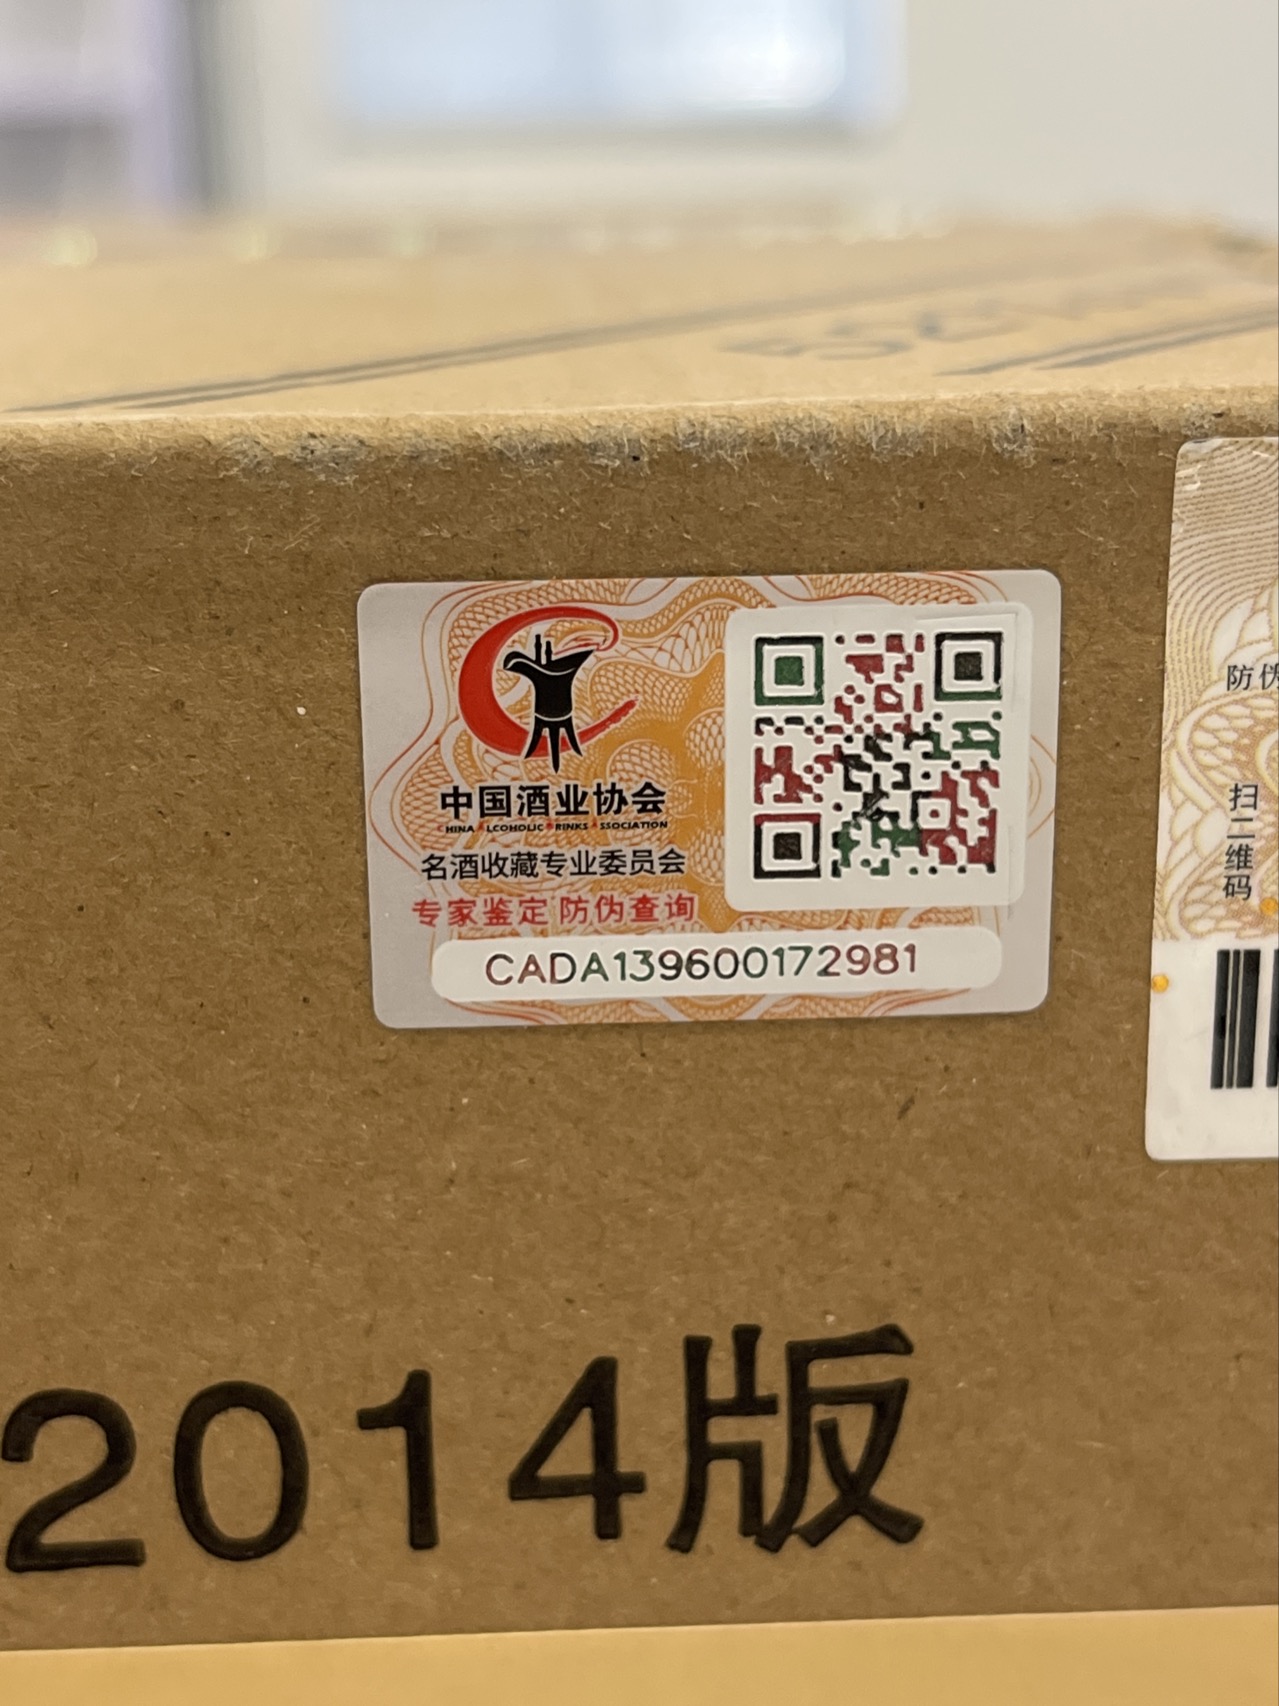 中国酒业协会
CHINA ALCOHOLIC DRINKS ASSOCIATION
名酒收藏专业委员会
专家鉴定 防伪查询
CADA139600172981
防伪
扫二维码
2014版